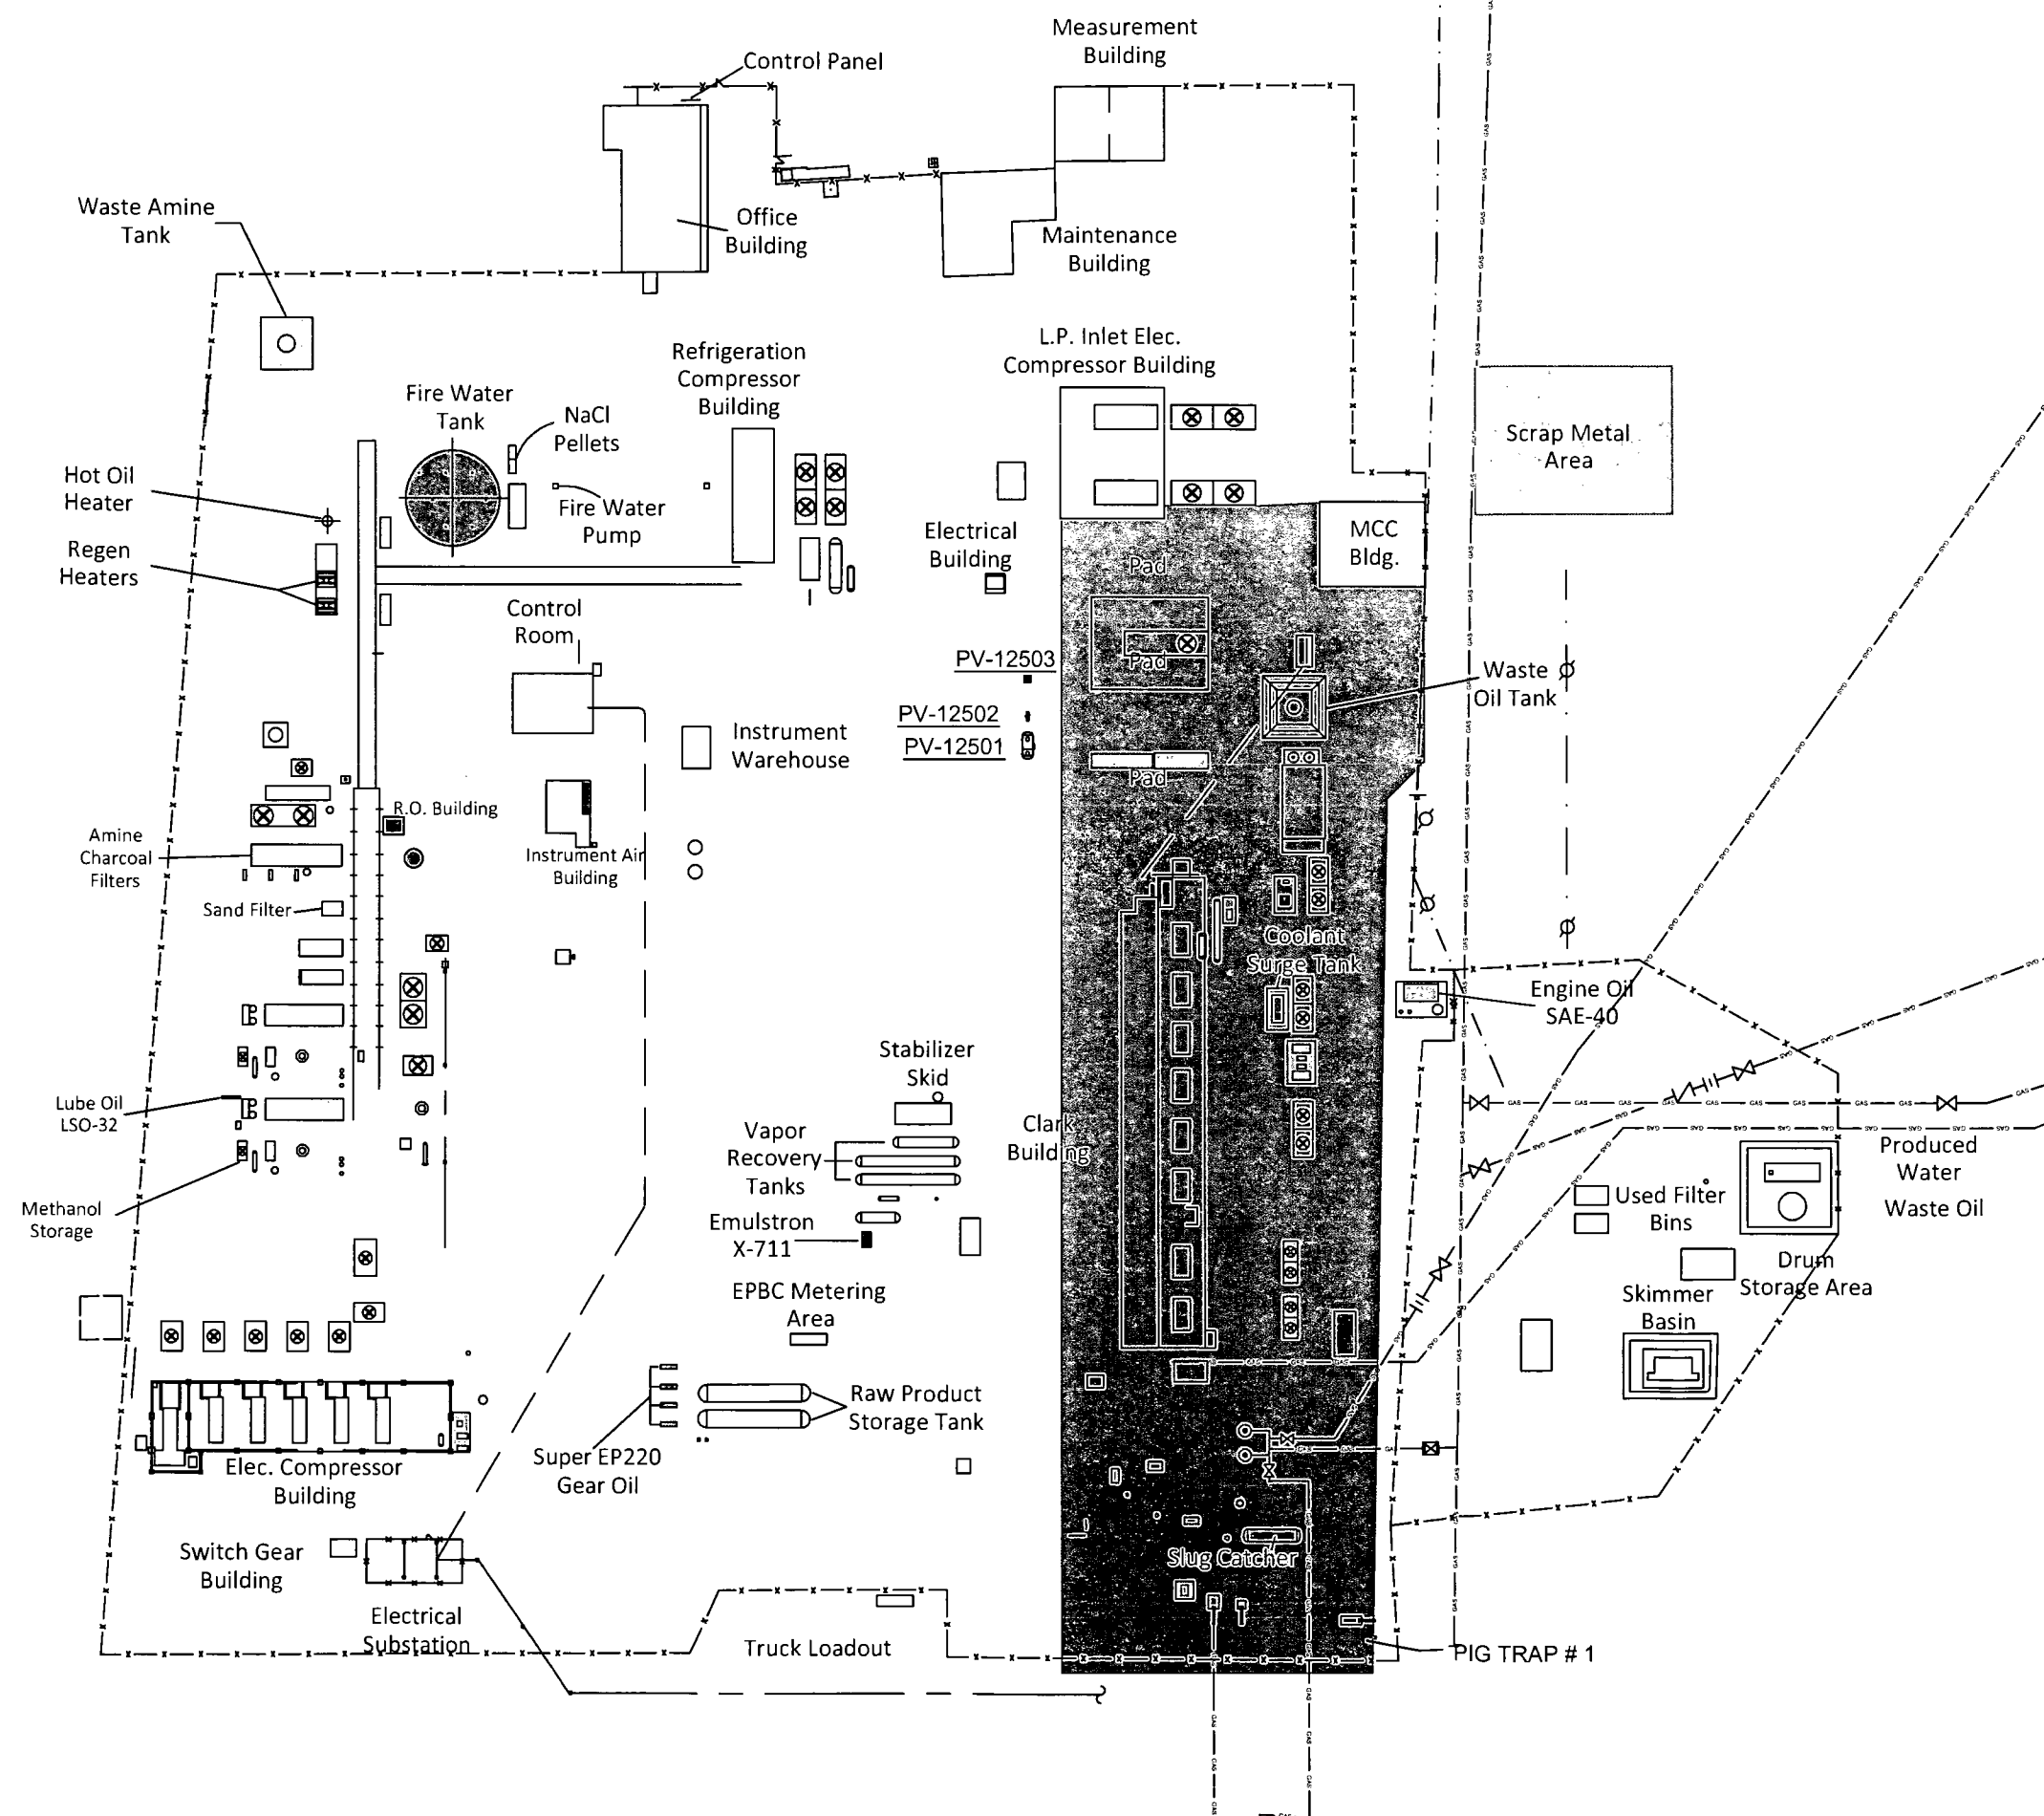 Measurement
Building
Control Panel
Waste Amine
Tank
Office
Building
Maintenance
Building
L.P. Inlet Elec.
Compressor Building
Refrigeration
Compressor
Building
Fire Water
Tank
NaCl
Pellets
Scrap Metal
Area
Hot Oil
Heater
Fire Water
Pump
Electrical
Building
MCC
Bldg.
Regen
Heaters
Pad
Control
Room
PV-12503
Pad
Waste
Oil Tank
PV-12502
PV-12501
Instrument
Warehouse
Pad
R.O. Building
Amine
Charcoal
Filters
Instrument Air
Building
Sand Filter
Coolant
Surge Tank
Engine Oil
SAE-40
Stabilizer
Skid
Lube Oil
LSO-32
Vapor
Recovery
Tanks
Clark
Building
Produced
Water
Used Filter
Bins
Waste Oil
Methanol
Storage
Emulstron
X-711
Drum
Storage Area
EPBC Metering
Area
Skimmer
Basin
Raw Product
Storage Tank
Super EP220
Gear Oil
Elec. Compressor
Building
Switch Gear
Building
Slug Catcher
Electrical
Substation
Truck Loadout
PIG TRAP # 1
GAS